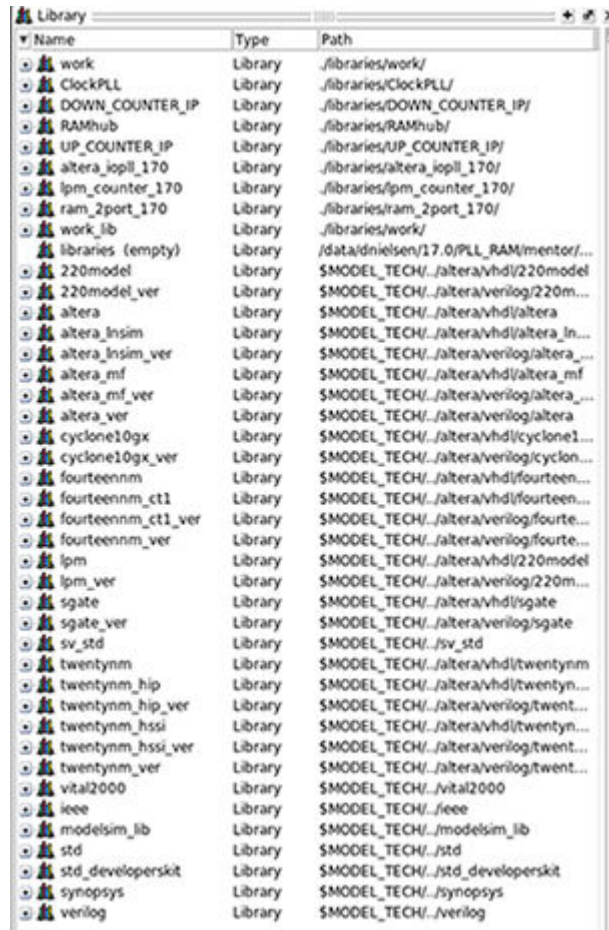 Library
Name Type Path
work Library ./libraries/work/
ClockPLL Library ./libraries/ClockPLL/
DOWN_COUNTER_IP Library ./libraries/DOWN_COUNTER_IP/
RAMhub Library ./libraries/RAMhub/
UP_COUNTER_IP Library ./libraries/UP_COUNTER_IP/
altera_iopll_170 Library ./libraries/altera_iopll_170/
lpm_counter_170 Library ./libraries/lpm_counter_170/
ram_2port_170 Library ./libraries/ram_2port_170/
work_lib Library ./libraries/work/
libraries (empty) Library /data/dnielsen/17.0/PLL_RAM/mentor/...
220model Library $MODEL_TECH/../altera/vhdl/220model
220model_ver Library $MODEL_TECH/../altera/verilog/220m...
altera Library $MODEL_TECH/../altera/vhdl/altera
altera_lnsim Library $MODEL_TECH/../altera/vhdl/altera_ln...
altera_lnsim_ver Library $MODEL_TECH/../altera/verilog/altera_...
altera_mf Library $MODEL_TECH/../altera/vhdl/altera_mf
altera_mf_ver Library $MODEL_TECH/../altera/verilog/altera_...
altera_ver Library $MODEL_TECH/../altera/verilog/altera
cyclone10gx Library $MODEL_TECH/../altera/vhdl/cyclone1...
cyclone10gx_ver Library $MODEL_TECH/../altera/verilog/cyclon...
fourteennm Library $MODEL_TECH/../altera/vhdl/fourteen...
fourteennm_ct1 Library $MODEL_TECH/../altera/vhdl/fourteen...
fourteennm_ct1_ver Library $MODEL_TECH/../altera/verilog/fourte...
fourteennm_ver Library $MODEL_TECH/../altera/verilog/fourte...
lpm Library $MODEL_TECH/../altera/vhdl/220model
lpm_ver Library $MODEL_TECH/../altera/verilog/220m...
sgate Library $MODEL_TECH/../altera/vhdl/sgate
sgate_ver Library $MODEL_TECH/../altera/verilog/sgate
sv_std Library $MODEL_TECH/../sv_std
twentynm Library $MODEL_TECH/../altera/vhdl/twentynm
twentynm_hip Library $MODEL_TECH/../altera/vhdl/twentyn...
twentynm_hip_ver Library $MODEL_TECH/../altera/verilog/twent...
twentynm_hssi Library $MODEL_TECH/../altera/vhdl/twentyn...
twentynm_hssi_ver Library $MODEL_TECH/../altera/verilog/twent...
twentynm_ver Library $MODEL_TECH/../altera/verilog/twent...
vital2000 Library $MODEL_TECH/../vital2000
ieee Library $MODEL_TECH/../ieee
modelsim_lib Library $MODEL_TECH/../modelsim_lib
std Library $MODEL_TECH/../std
std_developerskit Library $MODEL_TECH/../std_developerskit
synopsys Library $MODEL_TECH/../synopsys
verilog Library $MODEL_TECH/../verilog